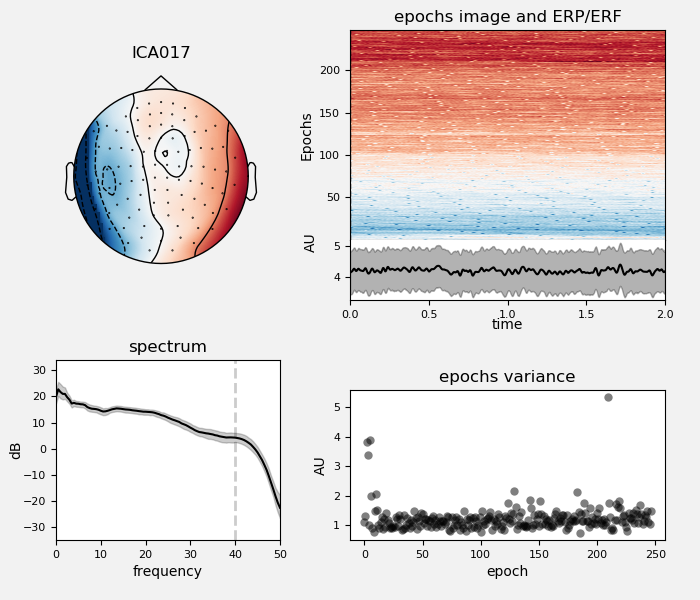 ICA017
epochs image and ERP/ERF
Epochs
200
150
100
50
AU
5
4
0.0 0.5 1.0 1.5 2.0
time
spectrum
dB
30
20
10
0
−10
−20
−30
0 10 20 30 40 50
frequency
epochs variance
AU
5
4
3
2
1
0 50 100 150 200 250
epoch